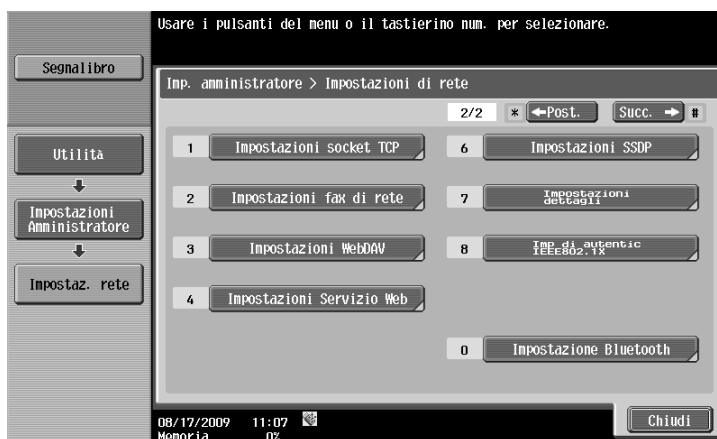 Usare i pulsanti del menu o il tastierino num. per selezionare.
Segnalibro
Imp. amministratore > Impostazioni di rete
2/2 * ←Post. Succ. → #
Utilità
Impostazioni
Amministratore
Impostaz. rete
1 Impostazioni socket TCP
2 Impostazioni fax di rete
3 Impostazioni WebDAV
4 Impostazioni Servizio Web
6 Impostazioni SSDP
7 Impostazioni
dettagli
8 Imp di autentic
IEEE802.1X
0 Impostazione Bluetooth
08/17/2009 11:07
Memoria 0%
Chiudi